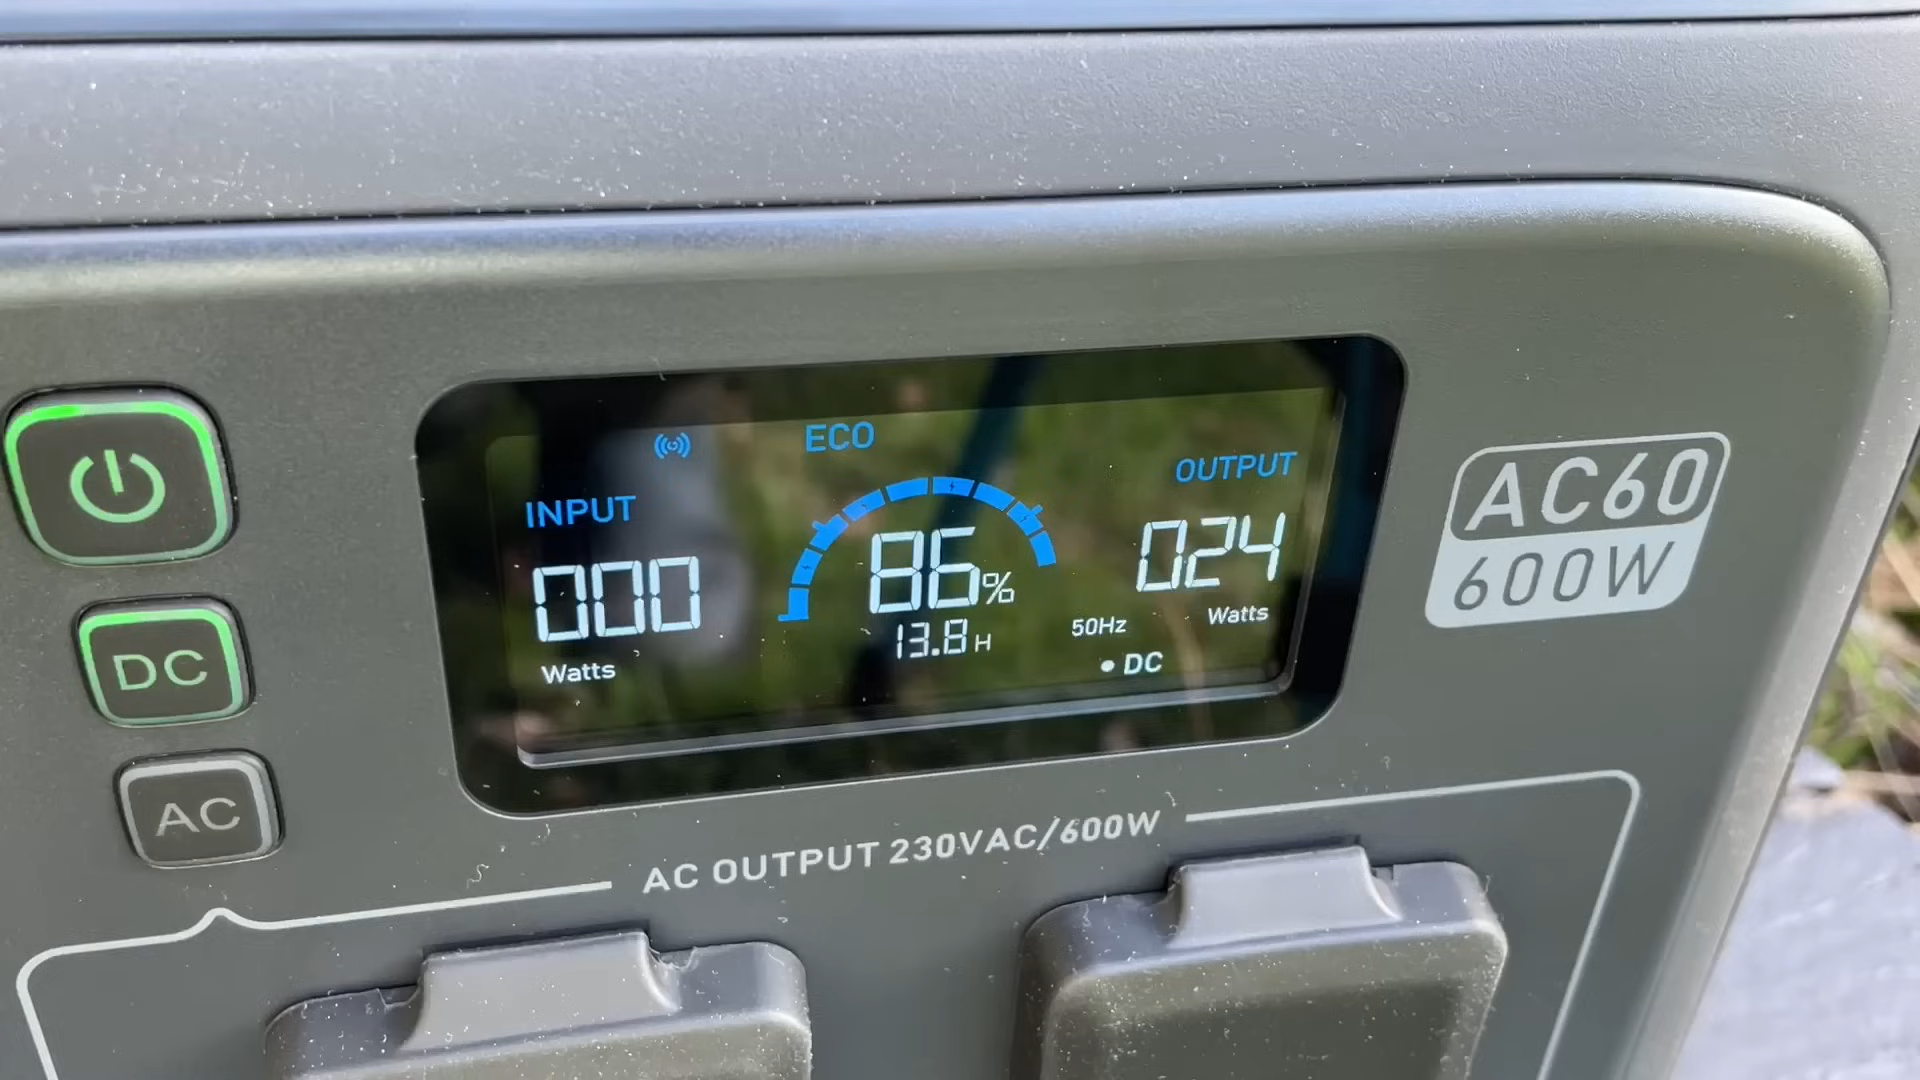 ECO
INPUT
OUTPUT
000
86%
024
Watts
13.8H
50Hz
Watts
DC
AC60
600W
DC
AC
AC OUTPUT 230VAC/600W